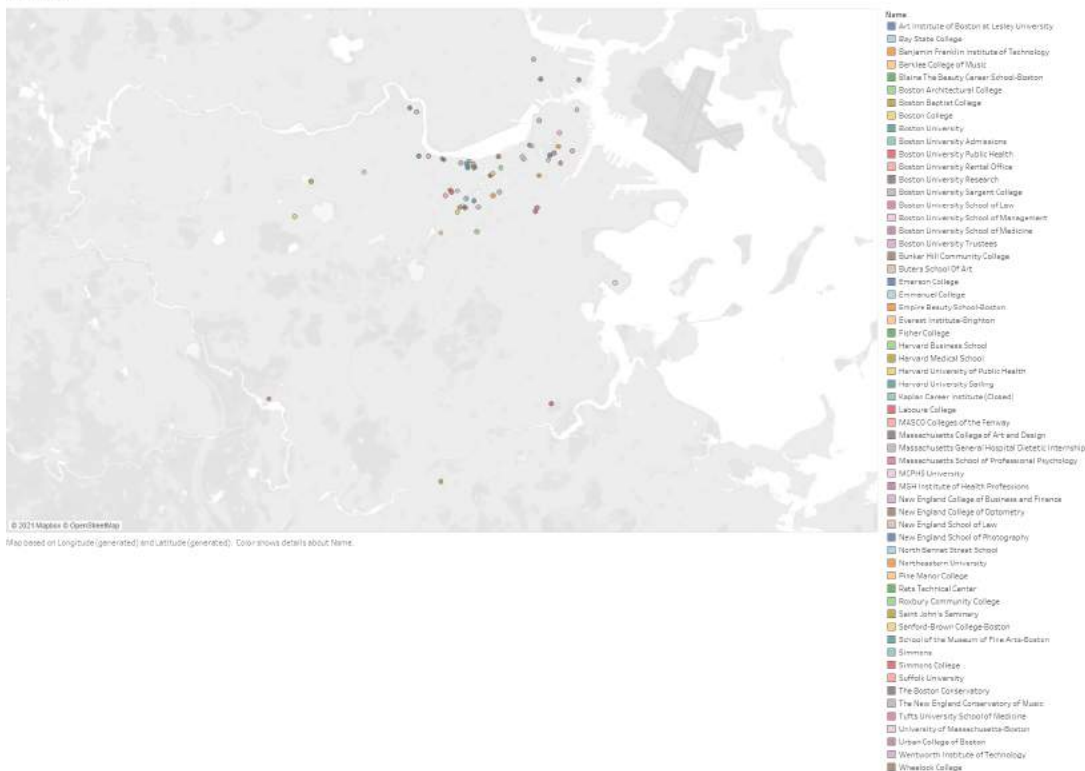 © 2021 Mapbox © OpenStreetMap
Map based on Longitude (generated) and Latitude (generated). Color shows details about Name.
Name
Art Institute of Boston at Lesley University
Bay State College
Benjamin Franklin Institute of Technology
Berklee College of Music
Blaine The Beauty Career School-Boston
Boston Architectural College
Boston Baptist College
Boston College
Boston University
Boston University Admissions
Boston University Public Health
Boston University Rental Office
Boston University Research
Boston University Sargent College
Boston University School of Law
Boston University School of Management
Boston University School of Medicine
Boston University Trustees
Bunker Hill Community College
Butera School Of Art
Emerson College
Emmanuel College
Empire Beauty School-Boston
Everest Institute-Brighton
Fisher College
Harvard Business School
Harvard Medical School
Harvard University of Public Health
Harvard University Sailing
Kaplan Career Institute (Closed)
Laboure College
MASCO Colleges of the Fenway
Massachusetts College of Art and Design
Massachusetts General Hospital Dietetic Internship
Massachusetts School of Professional Psychology
MCPHS University
MGH Institute of Health Professions
New England College of Business and Finance
New England College of Optometry
New England School of Law
New England School of Photography
North Bennet Street School
Northeastern University
Pine Manor College
Rets Technical Center
Roxbury Community College
Saint John's Seminary
Sanford-Brown College-Boston
School of the Museum of Fine Arts-Boston
Simmons
Simmons College
Suffolk University
The Boston Conservatory
The New England Conservatory of Music
Tufts University School of Medicine
University of Massachusetts-Boston
Urban College of Boston
Wentworth Institute of Technology
Wheelock College